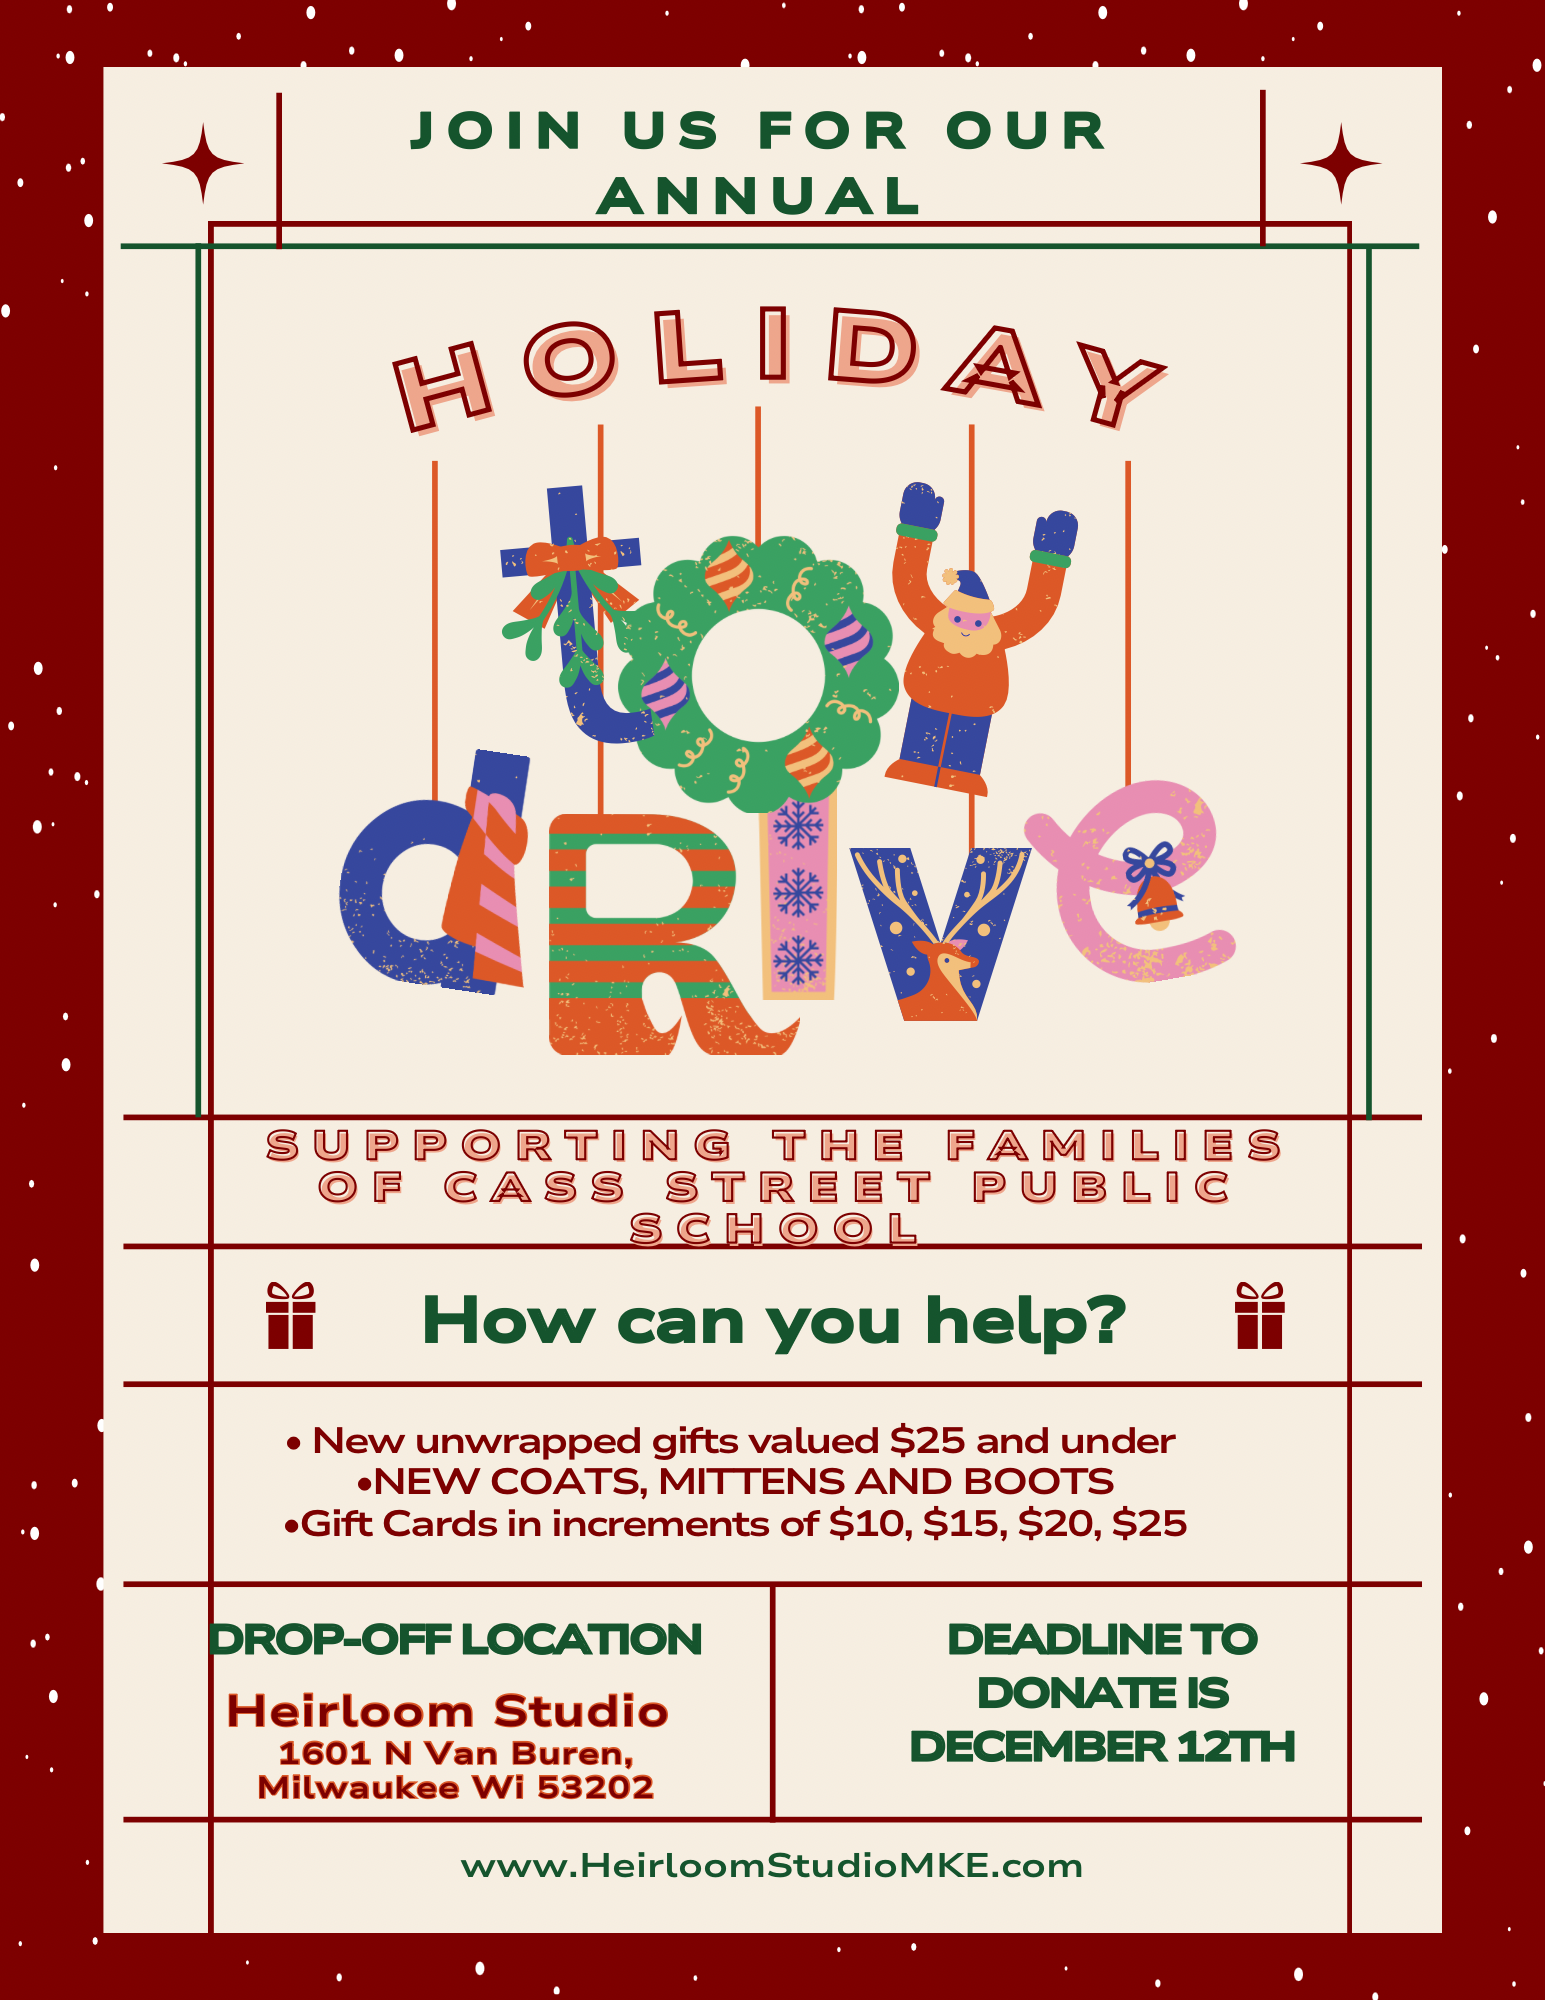 JOIN US FOR OUR
ANNUAL
HOLIDAY
tOY
dRIVe
SUPPORTING THE FAMILIES
OF CASS STREET PUBLIC
SCHOOL
How can you help?
• New unwrapped gifts valued $25 and under
•NEW COATS, MITTENS AND BOOTS
•Gift Cards in increments of $10, $15, $20, $25
DROP-OFF LOCATION
Heirloom Studio
1601 N Van Buren,
Milwaukee Wi 53202
DEADLINE TO
DONATE IS
DECEMBER 12TH
www.HeirloomStudioMKE.com